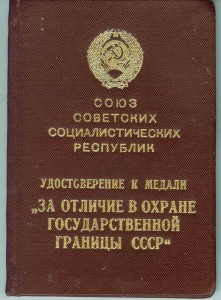 СОЮЗ
СОВЕТСКИХ
СОЦИАЛИСТИЧЕСКИХ
РЕСПУБЛИК
УДОСТОВЕРЕНИЕ К МЕДАЛИ
„ЗА ОТЛИЧИЕ В ОХРАНЕ
ГОСУДАРСТВЕННОЙ
ГРАНИЦЫ СССР“